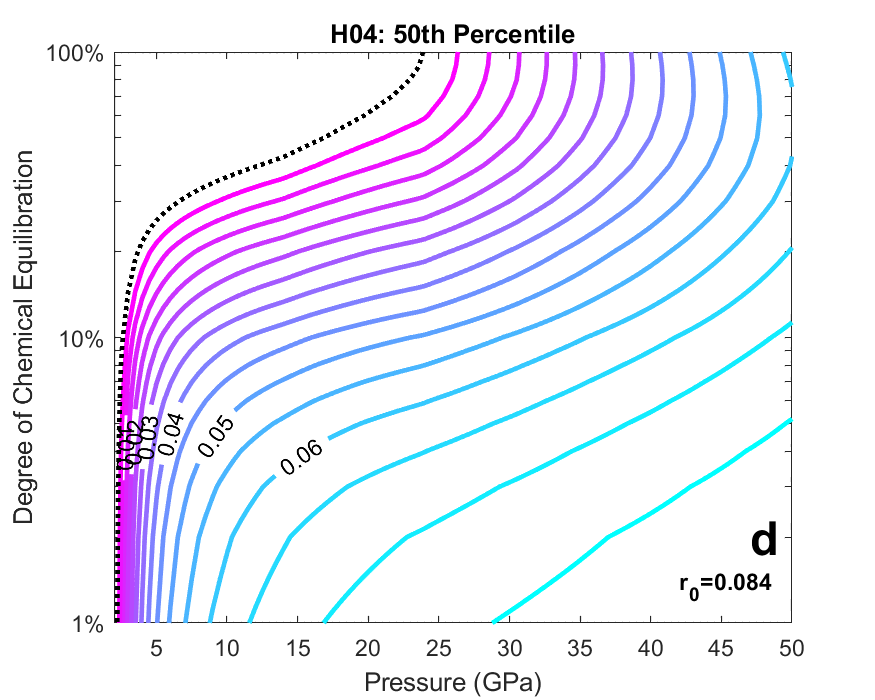 H04: 50th Percentile
100%
10%
1%
Degree of Chemical Equilibration
0.02
0.03
0.04
0.05
0.06
d
r0=0.084
5 10 15 20 25 30 35 40 45 50
Pressure (GPa)